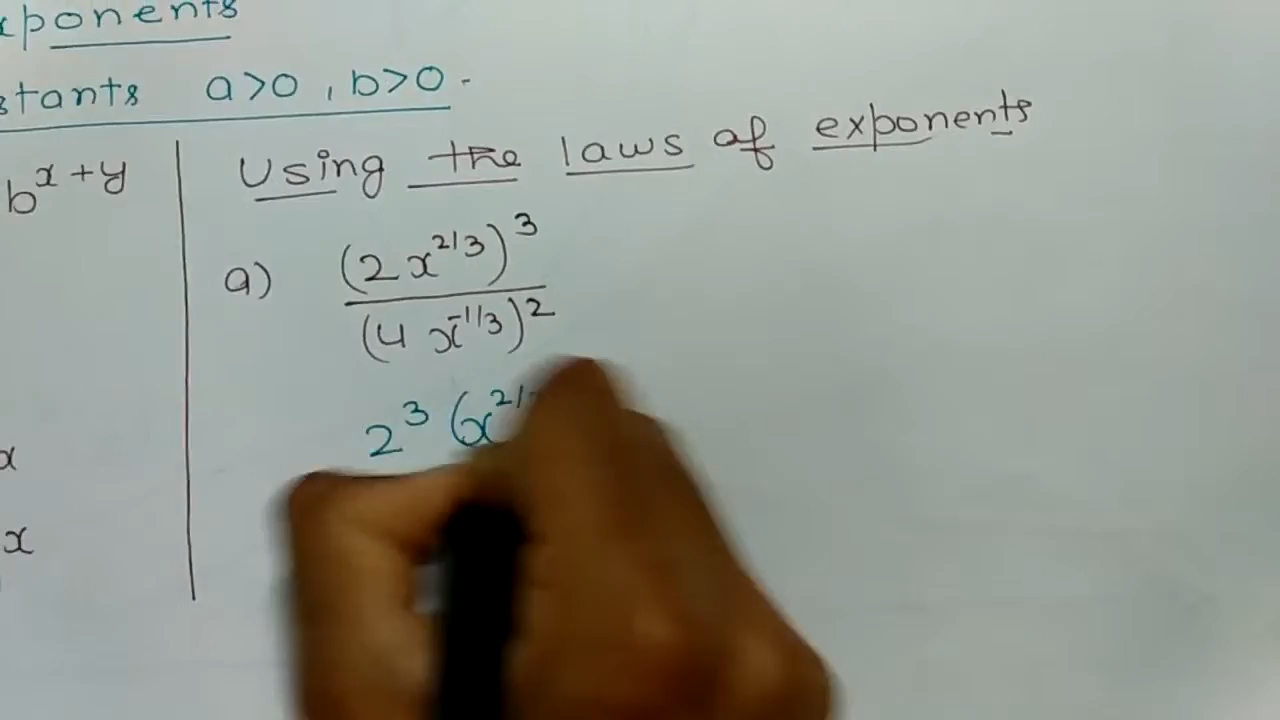 xponents
stants a>0 , b>0.
b^x+y
Using the laws of exponents
a) (2x^2/3)^3
(4x^-1/3)^2
2^3 (x^2/
x
x